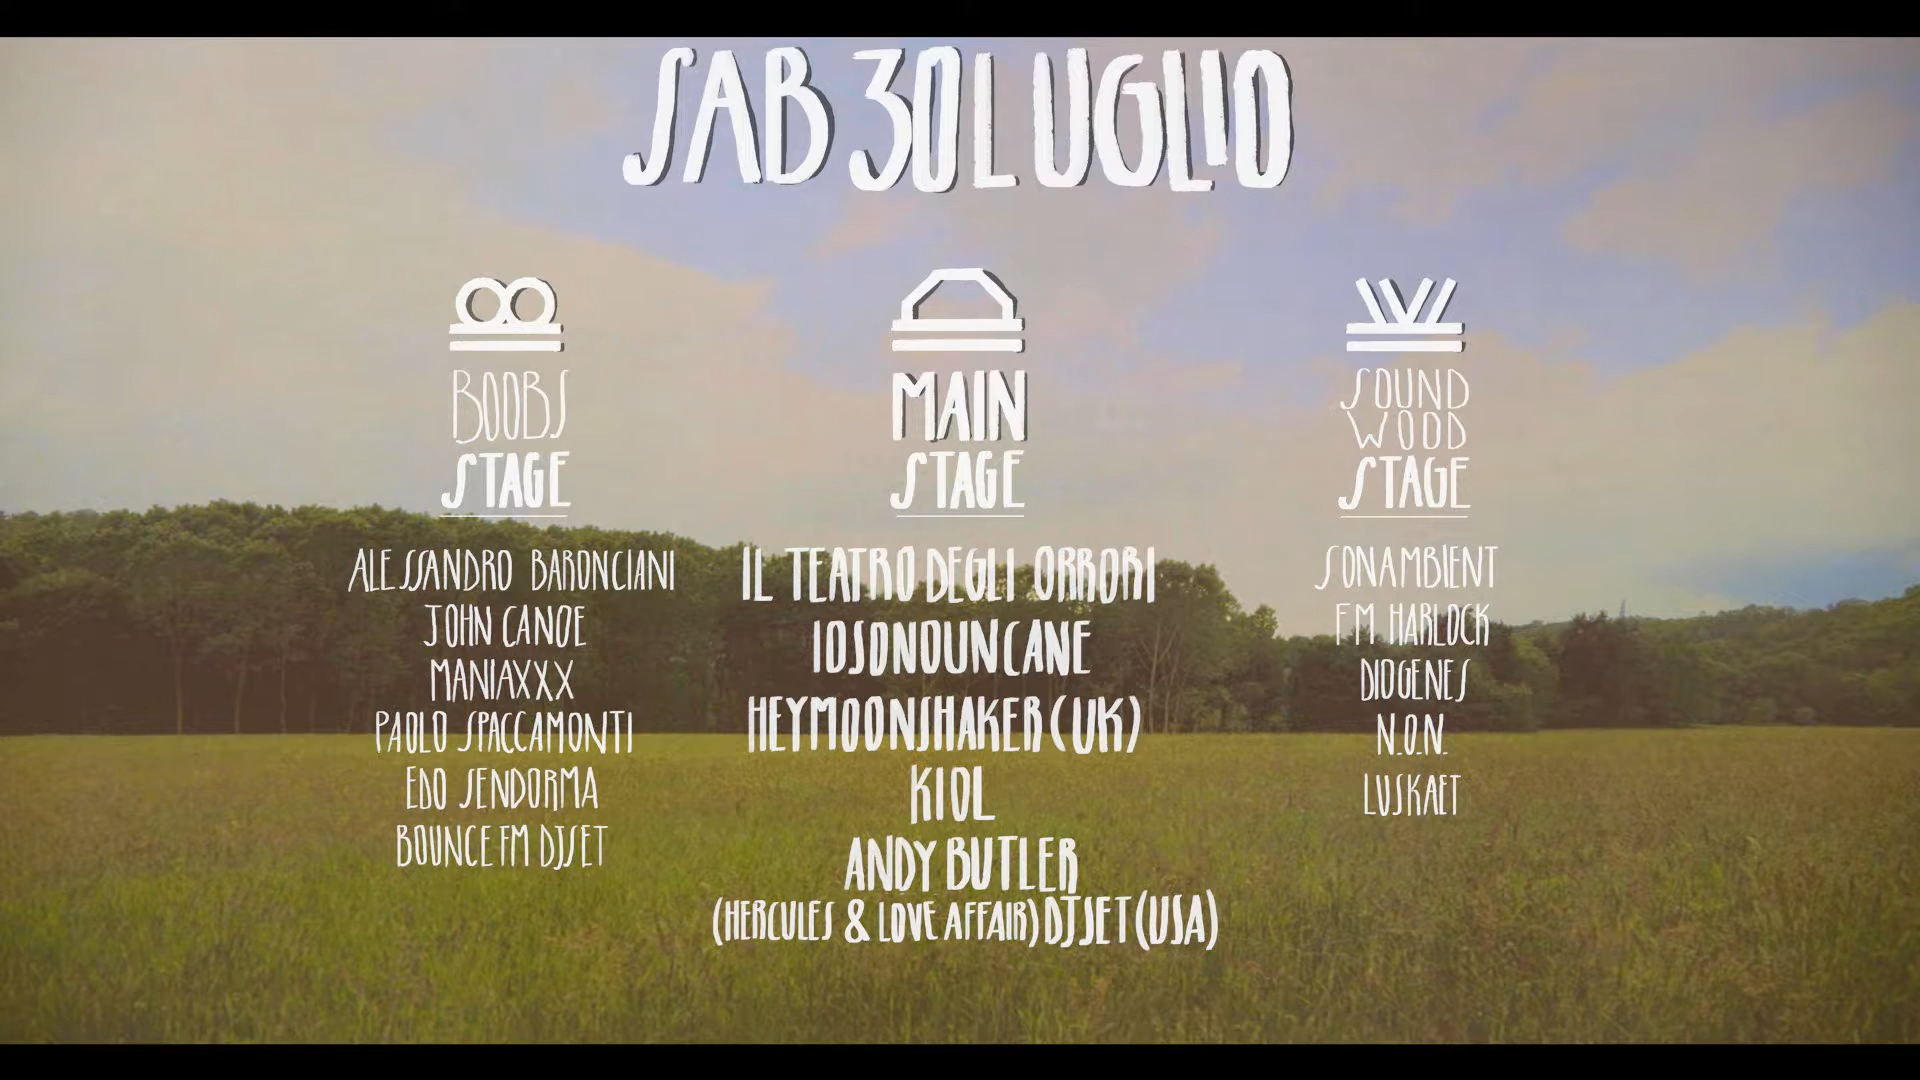 SAB 30 LUGLIO
BOOBS
STAGE
ALESSANDRO BARONCIANI
JOHN CANOE
MANIAXXX
PAOLO SPACCAMONTI
EDO SENDORMA
BOUNCE FM DJSET
MAIN
STAGE
IL TEATRO DEGLI ORRORI
IOSONOUNCANE
HEYMOONSHAKER (UK)
KIOL
ANDY BUTLER
(HERCULES & LOVE AFFAIR) DJSET (USA)
SOUND
WOOD
STAGE
SONAMBIENT
FM HARLOCK
DIOGENES
N.O.N.
LUSKAET